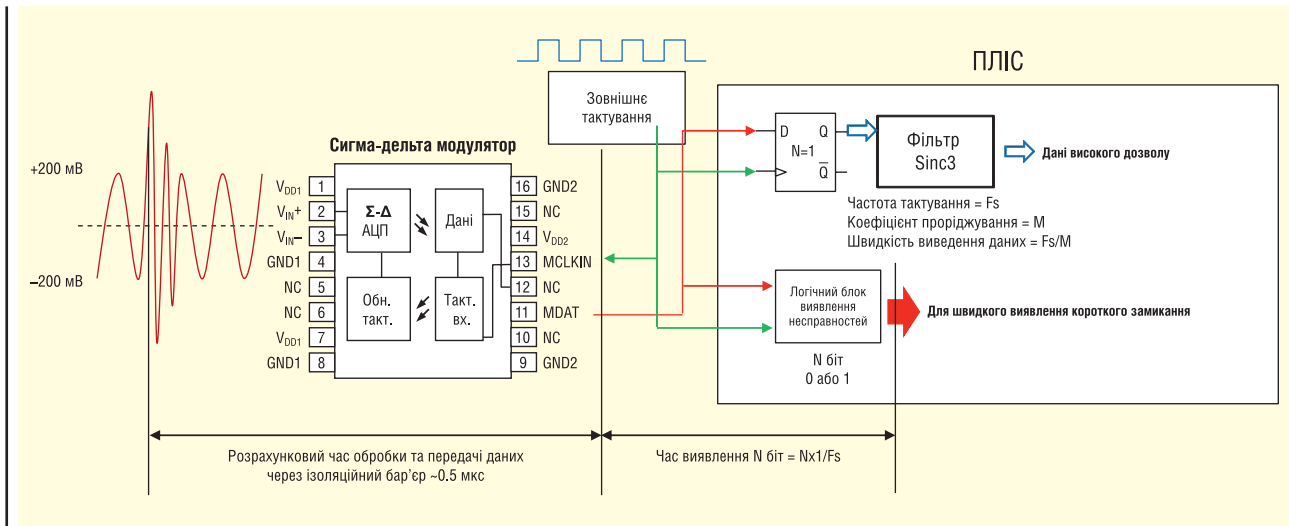 ПЛІС
Зовнішнє
тактування
D Q
N=1
Q
Фільтр
Sinc3
Дані високого дозволу
Частота тактування = Fs
Коефіцієнт проріджування = M
Швидкість виведення даних = Fs/M
Сигма-дельта модулятор
+200 мВ
–200 мВ
VDD1 1
VIN+ 2
VIN– 3
GND1 4
NC 5
NC 6
VDD1 7
GND1 8
Σ-Δ
АЦП
Дані
Обн.
такт.
Такт.
вх.
16 GND2
15 NC
14 VDD2
13 MCLKIN
12 NC
11 MDAT
10 NC
9 GND2
Логічний блок
виявлення
несправностей
Для швидкого виявлення короткого замикання
N біт
0 або 1
Розрахунковий час обробки та передачі даних
через ізоляційний бар’єр ~0.5 мкс
Час виявлення N біт = Nx1/Fs